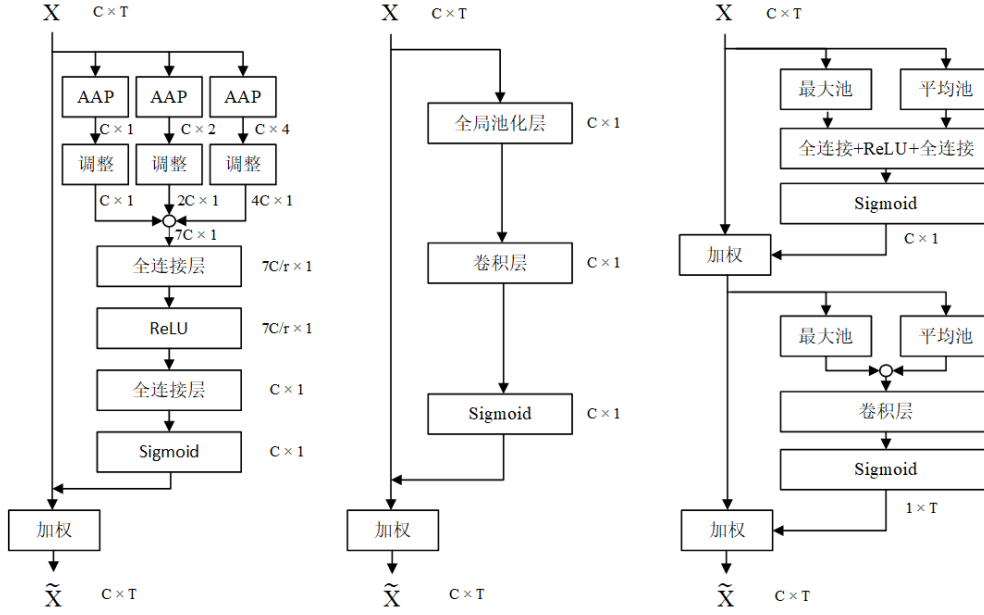 X C × T
AAP AAP AAP
C × 1 C × 2 C × 4
调整 调整 调整
C × 1 2C × 1 4C × 1
7C × 1
全连接层 7C/r × 1
ReLU 7C/r × 1
全连接层 C × 1
Sigmoid C × 1
加权
X̃ C × T
X C × T
全局池化层 C × 1
卷积层 C × 1
Sigmoid C × 1
加权
X̃ C × T
X C × T
最大池 平均池
全连接+ReLU+全连接
Sigmoid
C × 1
加权
最大池 平均池
卷积层
Sigmoid
1 × T
加权
X̃ C × T